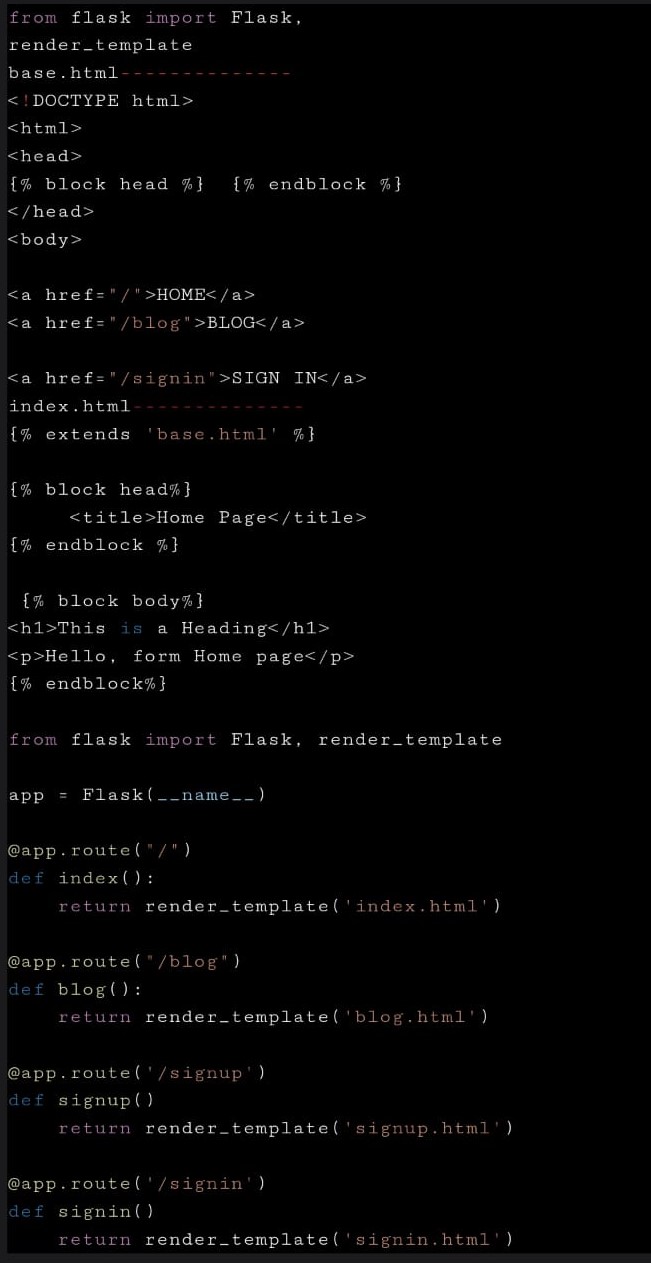 from flask import Flask,
render_template
base.html--------------
<!DOCTYPE html>
<html>
<head>
{% block head %}  {% endblock %}
</head>
<body>

<a href="/">HOME</a>
<a href="/blog">BLOG</a>

<a href="/signin">SIGN IN</a>
index.html--------------
{% extends 'base.html' %}

{% block head%}
     <title>Home Page</title>
{% endblock %}

 {% block body%}
<h1>This is a Heading</h1>
<p>Hello, form Home page</p>
{% endblock%}

from flask import Flask, render_template

app = Flask(__name__)

@app.route("/")
def index():
    return render_template('index.html')

@app.route("/blog")
def blog():
    return render_template('blog.html')

@app.route('/signup')
def signup()
    return render_template('signup.html')

@app.route('/signin')
def signin()
    return render_template('signin.html')